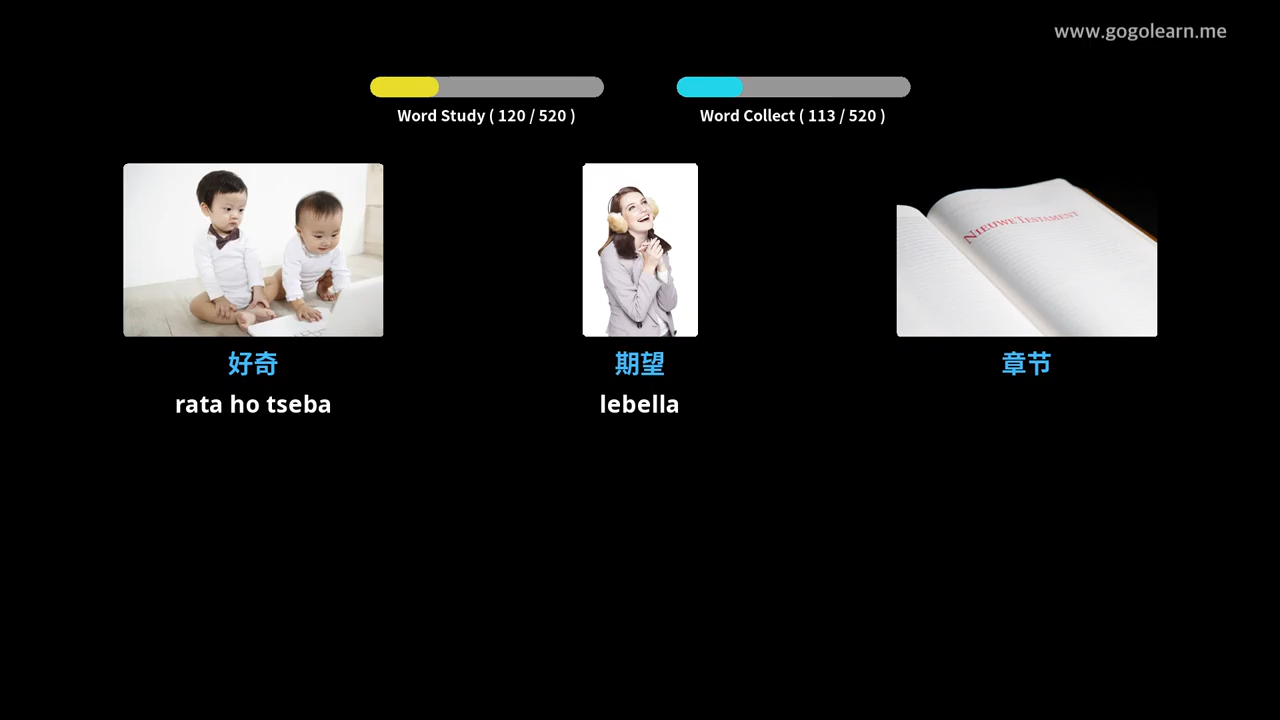 www.gogolearn.me
Word Study ( 120 / 520 )
Word Collect ( 113 / 520 )
NIEUWE TESTAMENT
好奇
期望
章节
rata ho tseba
lebella